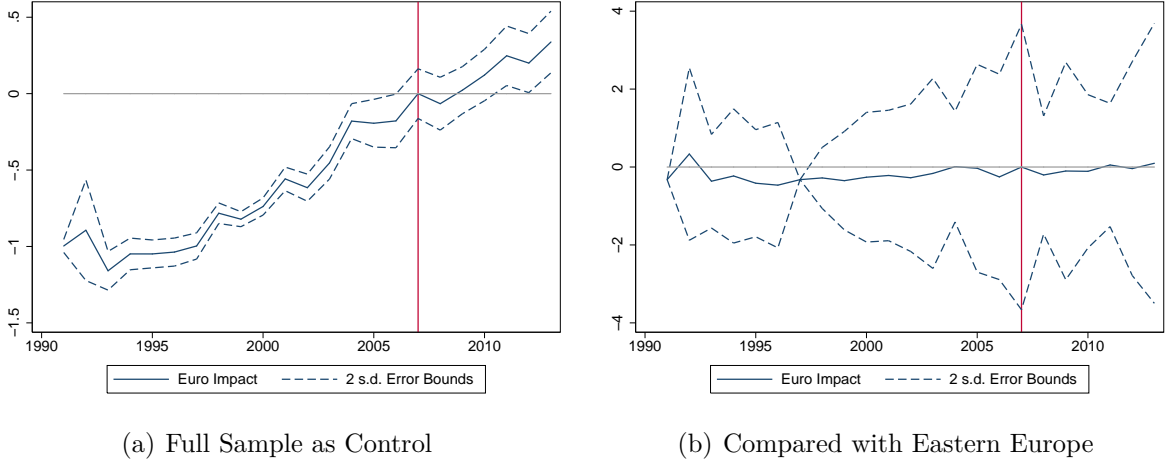 .5
0
−.5
−1
−1.5
1990 1995 2000 2005 2010
Euro Impact 2 s.d. Error Bounds
(a) Full Sample as Control
4
2
0
−2
−4
1990 1995 2000 2005 2010
Euro Impact 2 s.d. Error Bounds
(b) Compared with Eastern Europe